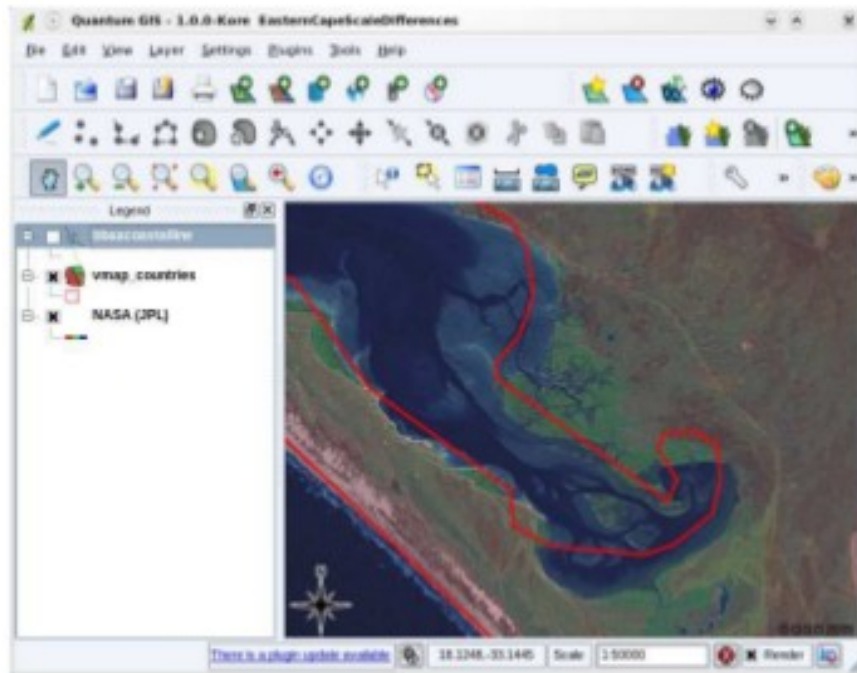 Quantum GIS - 1.0.0-Kore EasternCapeScaleDifferences
File Edit View Layer Settings Plugins Tools Help
Legend
vmap_countries
NASA (JPL)
There is a plugin update available
18.1248,-33.1445
Scale
1:50000
Render